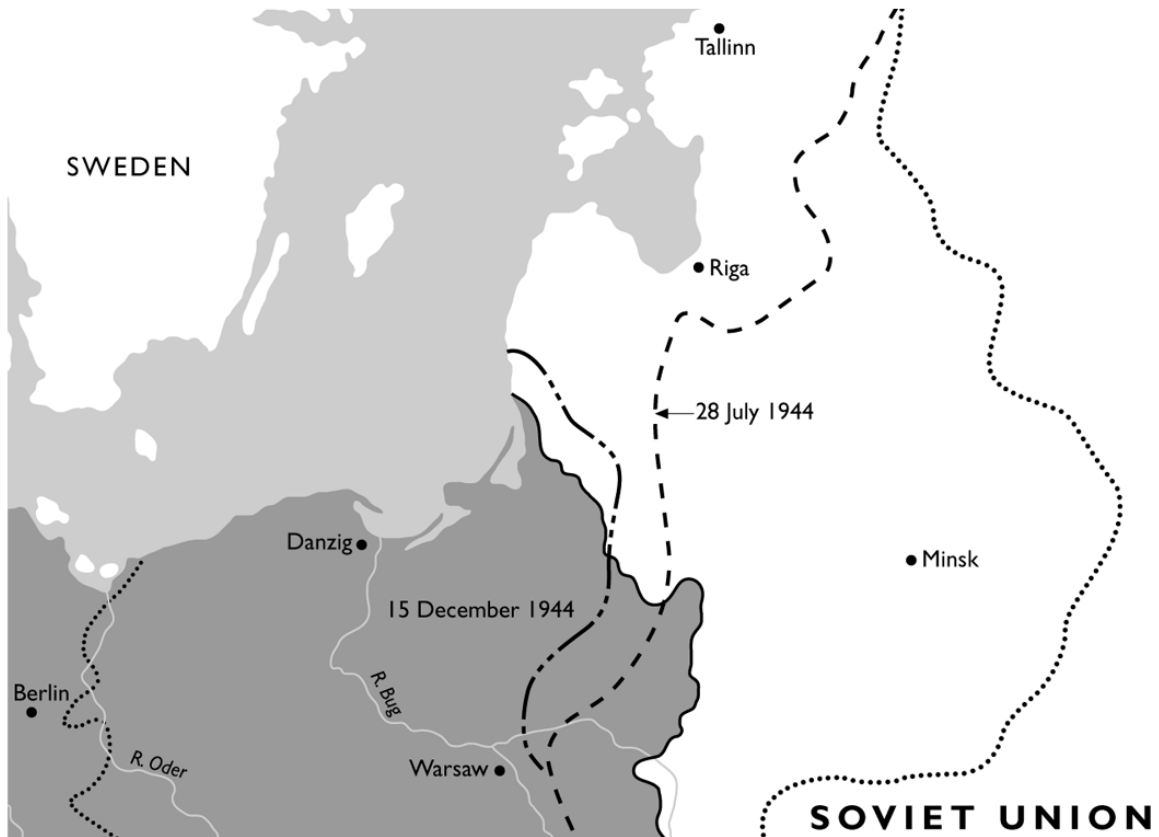 Tallinn
SWEDEN
Riga
28 July 1944
Danzig
Minsk
15 December 1944
Berlin
R. Bug
R. Oder
Warsaw
SOVIET UNION